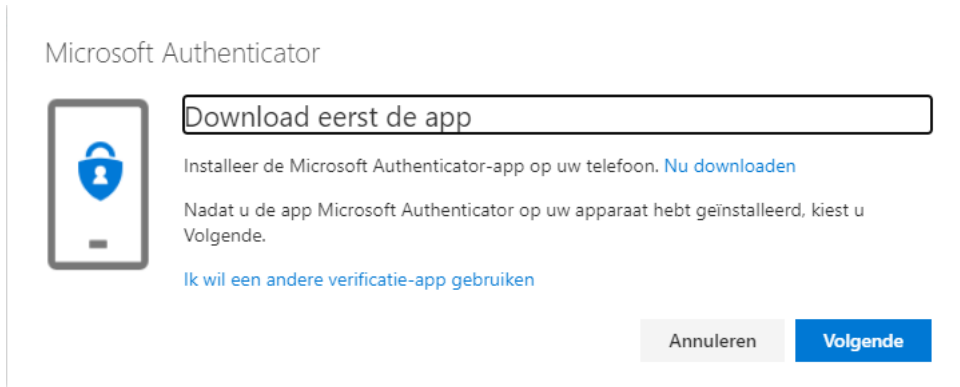 Microsoft Authenticator
Download eerst de app
Installeer de Microsoft Authenticator-app op uw telefoon. Nu downloaden
Nadat u de app Microsoft Authenticator op uw apparaat hebt geïnstalleerd, kiest u
Volgende.
Ik wil een andere verificatie-app gebruiken
Annuleren
Volgende